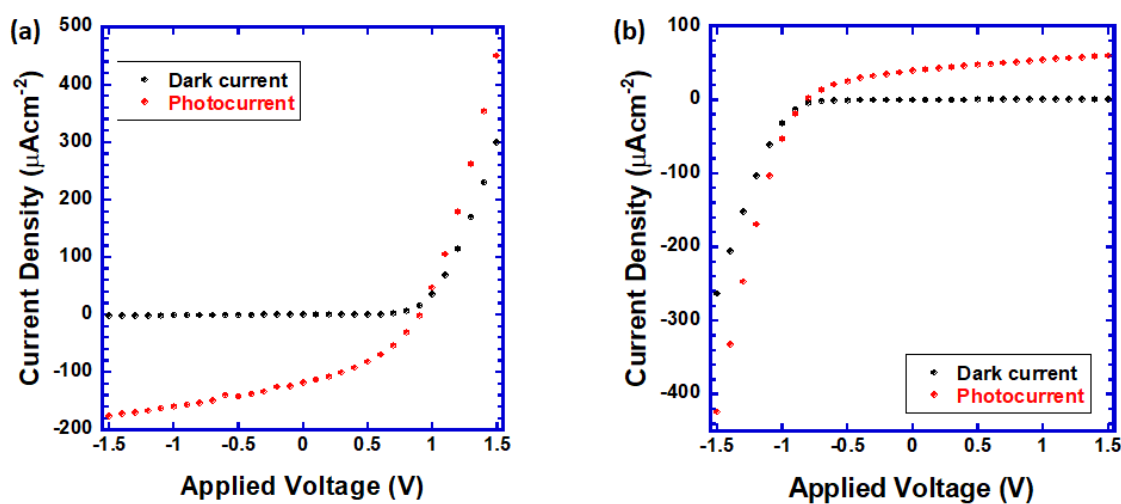 (a)
Current Density (μAcm-2)
500
400
300
200
100
0
-100
-200
Dark current
Photocurrent
-1.5 -1 -0.5 0 0.5 1 1.5
Applied Voltage (V)
(b)
Current Density (μAcm-2)
100
0
-100
-200
-300
-400
Dark current
Photocurrent
-1.5 -1 -0.5 0 0.5 1 1.5
Applied Voltage (V)